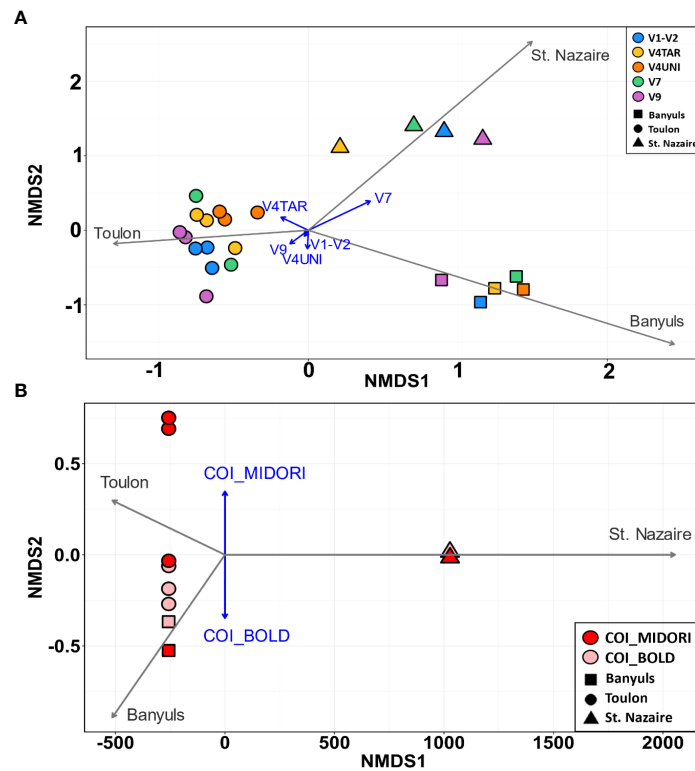 A
V1-V2
V4TAR
V4UNI
V7
V9
Banyuls
Toulon
St. Nazaire
St. Nazaire
V7
V4TAR
Toulon
V9
V1-V2
V4UNI
Banyuls
NMDS2
2
1
0
-1
-1
0
1
2
NMDS1
B
COI_MIDORI
Toulon
St. Nazaire
COI_BOLD
Banyuls
NMDS2
0.5
0.0
-0.5
COI_MIDORI
COI_BOLD
Banyuls
Toulon
St. Nazaire
-500
0
500
1000
1500
2000
NMDS1